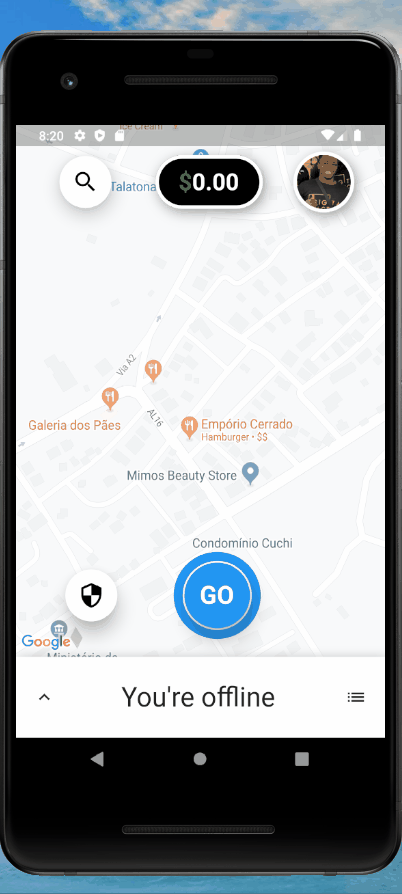 Ice Cream
8:20
Talatona
$0.00
Via A2
AL16
Galeria dos Pães
Empório Cerrado
Hamburger • $$
Mimos Beauty Store
Condomínio Cuchi
GO
Google
Ministério da
You're offline